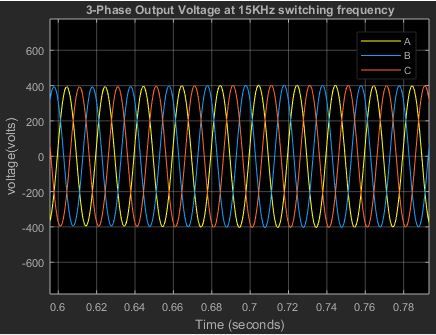 3-Phase Output Voltage at 15KHz switching frequency
A
B
C
voltage(volts)
600
400
200
0
-200
-400
-600
0.6 0.62 0.64 0.66 0.68 0.7 0.72 0.74 0.76 0.78
Time (seconds)